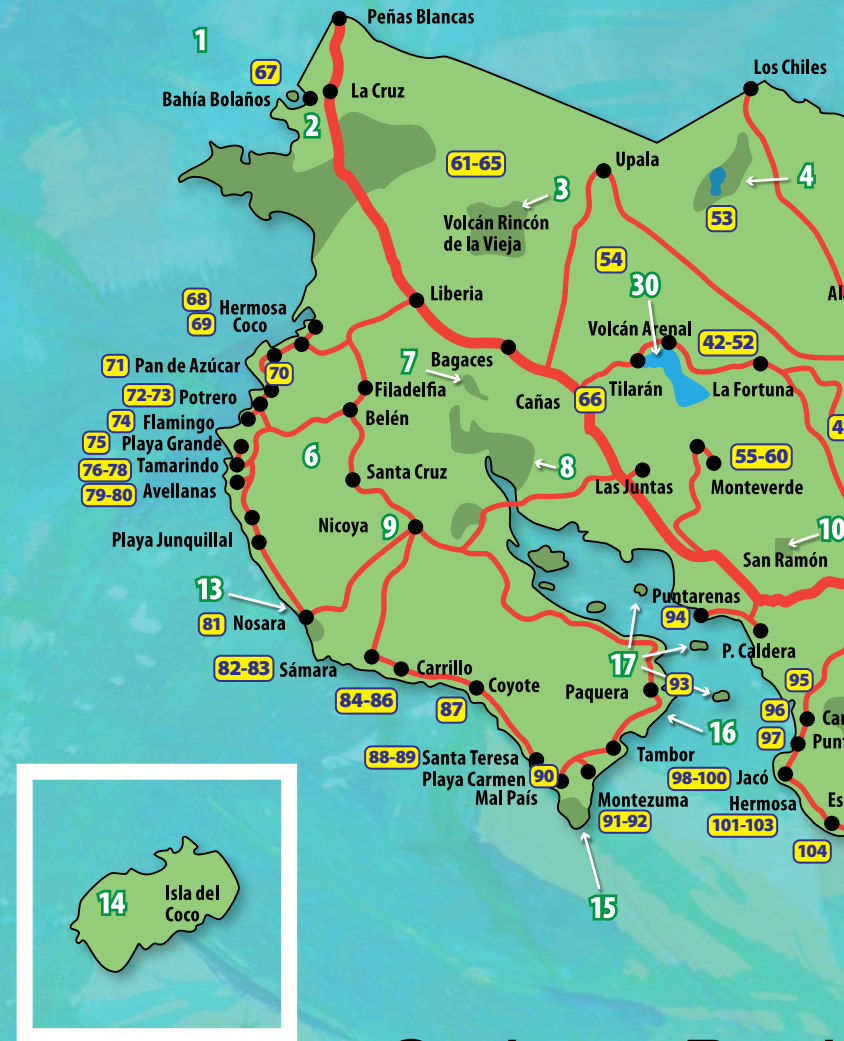 Peñas Blancas
1
67
Los Chiles
Bahía Bolaños
La Cruz
2
61-65
Upala
3
4
Volcán Rincón
de la Vieja
53
54
30
68
Hermosa
69
Coco
Liberia
Volcán Arenal
42-52
7
Bagaces
71
Pan de Azúcar
70
Filadelfia
Tilarán
La Fortuna
72-73
Potrero
Cañas
66
74
Flamingo
Belén
75
Playa Grande
6
76-78
Tamarindo
8
55-60
79-80
Avellanas
Santa Cruz
Las Juntas
Monteverde
Nicoya
9
10
Playa Junquillal
San Ramón
13
Puntarenas
81
Nosara
94
P. Caldera
82-83
Sámara
Carrillo
17
84-86
Coyote
Paquera
93
95
87
96
16
97
88-89
Santa Teresa
Tambor
Playa Carmen
90
98-100
Jacó
Mal País
Montezuma
Hermosa
91-92
101-103
104
14
Isla del
Coco
15